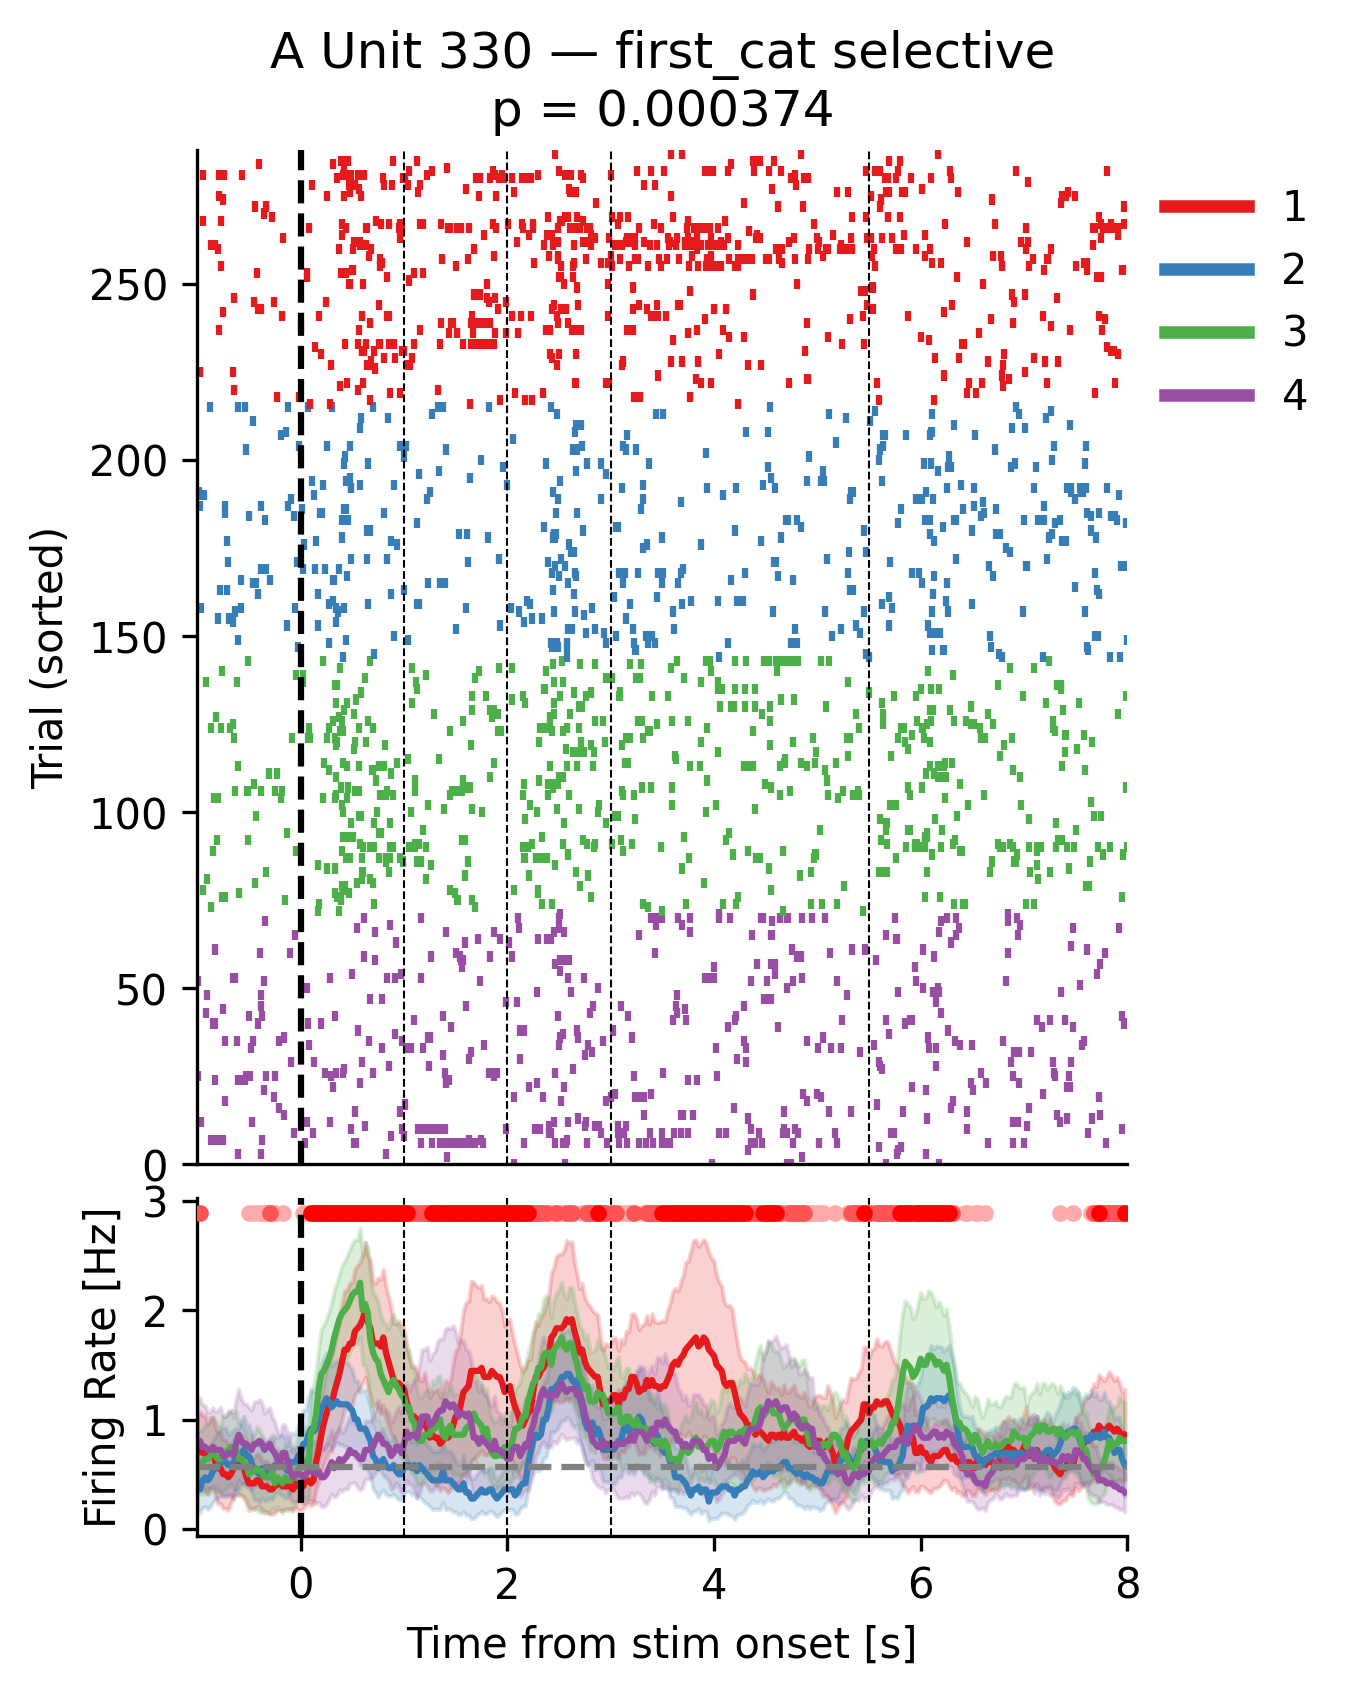 A Unit 330 — first_cat selective
p = 0.000374
1
2
3
4
Trial (sorted)
250
200
150
100
50
0
Firing Rate [Hz]
3
2
1
0
0 2 4 6 8
Time from stim onset [s]